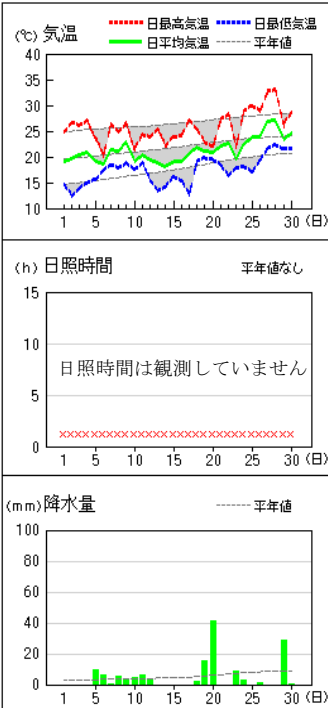 日最高気温 日最低気温
(℃) 気温
日平均気温 平年値
40
35
30
25
20
15
10
1 5 10 15 20 25 30 (日)
(h) 日照時間 平年値なし
15
10
5
0
日照時間は観測していません
1 5 10 15 20 25 30 (日)
(mm) 降水量 平年値
100
80
60
40
20
0
1 5 10 15 20 25 30 (日)